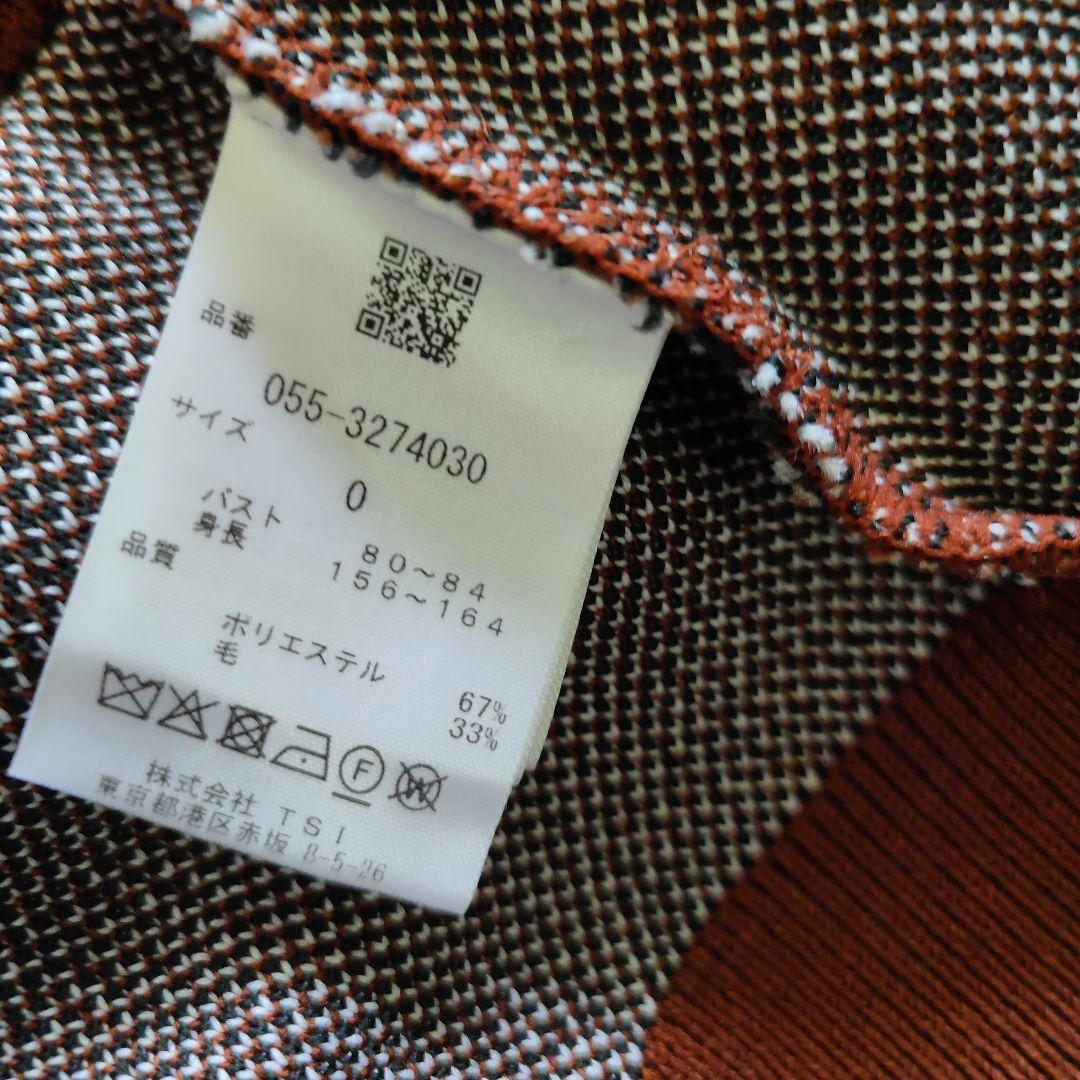 品番
055-3274030
サイズ
0
バスト 80～84
身長 156～164
品質
ポリエステル 67%
毛 33%
F
W
株式会社 TSI
東京都港区赤坂 8-5-26